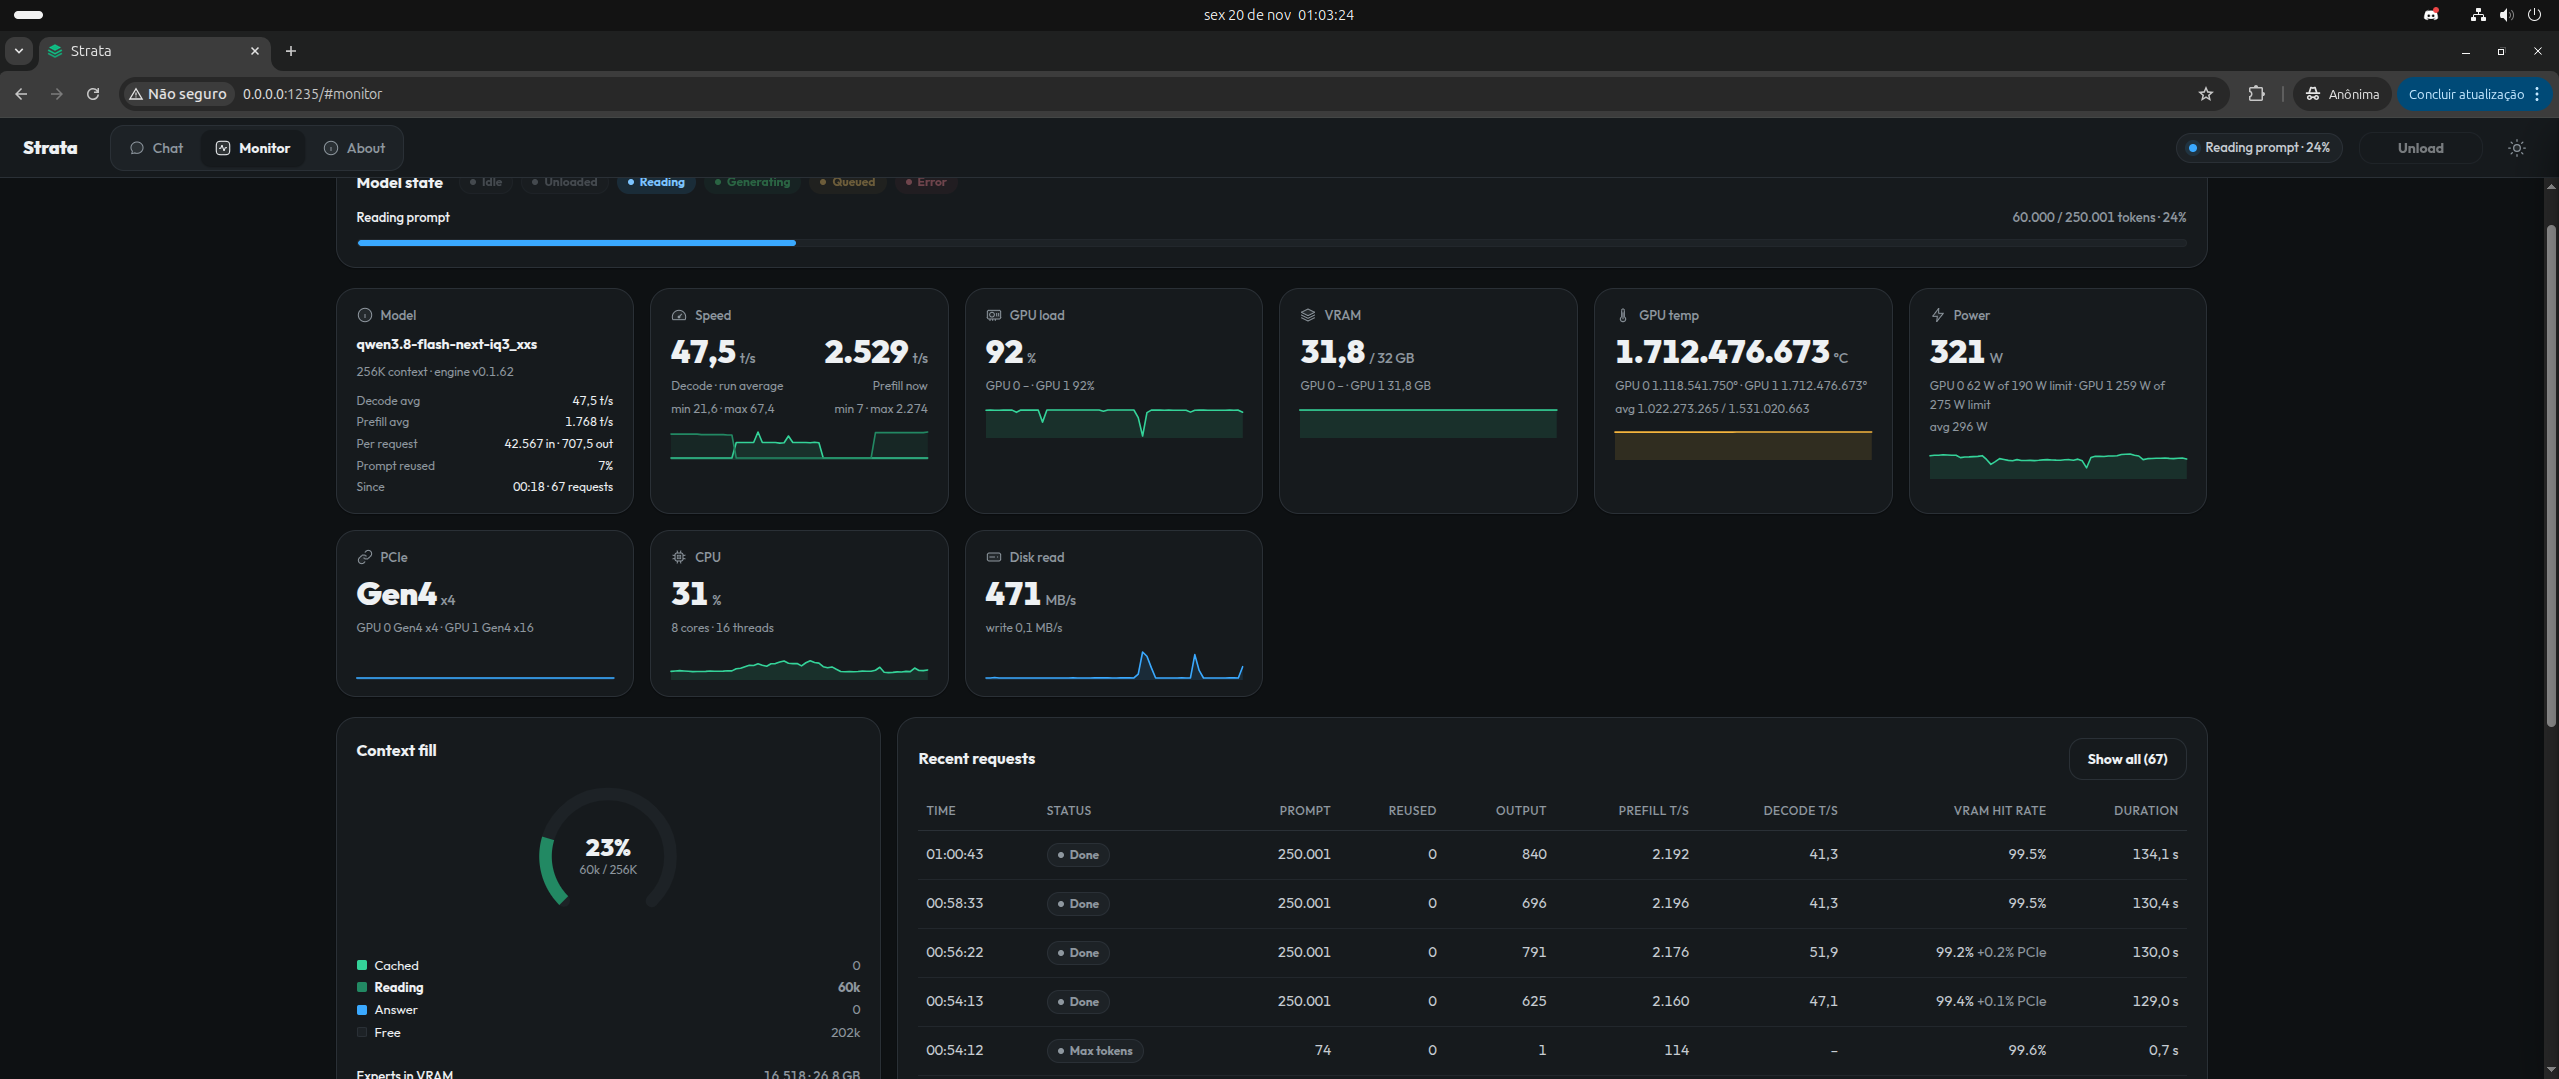 sex 20 de nov 01:03:24
Strata
Não seguro 0.0.0.0:1235/#monitor
Anônima
Concluir atualização
Strata
Chat
Monitor
About
Reading prompt · 24%
Unload
Model state
Idle
Unloaded
Reading
Generating
Queued
Error
Reading prompt
60.000 / 250.001 tokens · 24%
Model
qwen3.8-flash-next-iq3_xxs
256K context · engine v0.1.62
Decode avg 47,5 t/s
Prefill avg 1.768 t/s
Per request 42.567 in · 707,5 out
Prompt reused 7%
Since 00:18 · 67 requests
Speed
47,5 t/s 2.529 t/s
Decode · run average Prefill now
min 21,6 · max 67,4 min 7 · max 2.274
GPU load
92 %
GPU 0 – · GPU 1 92%
VRAM
31,8 / 32 GB
GPU 0 – · GPU 1 31,8 GB
GPU temp
1.712.476.673 °C
GPU 0 1.118.541.750° · GPU 1 1.712.476.673°
avg 1.022.273.265 / 1.531.020.663
Power
321 W
GPU 0 62 W of 190 W limit · GPU 1 259 W of
275 W limit
avg 296 W
PCIe
Gen4 x4
GPU 0 Gen4 x4 · GPU 1 Gen4 x16
CPU
31 %
8 cores · 16 threads
Disk read
471 MB/s
write 0,1 MB/s
Context fill
23%
60k / 256K
Cached 0
Reading 60k
Answer 0
Free 202k
Experts in VRAM 16.518 · 26,8 GB
Recent requests
Show all (67)
TIME STATUS PROMPT REUSED OUTPUT PREFILL T/S DECODE T/S VRAM HIT RATE DURATION
01:00:43 Done 250.001 0 840 2.192 41,3 99.5% 134,1 s
00:58:33 Done 250.001 0 696 2.196 41,3 99.5% 130,4 s
00:56:22 Done 250.001 0 791 2.176 51,9 99.2% +0.2% PCIe 130,0 s
00:54:13 Done 250.001 0 625 2.160 47,1 99.4% +0.1% PCIe 129,0 s
00:54:12 Max tokens 74 0 1 114 – 99.6% 0,7 s